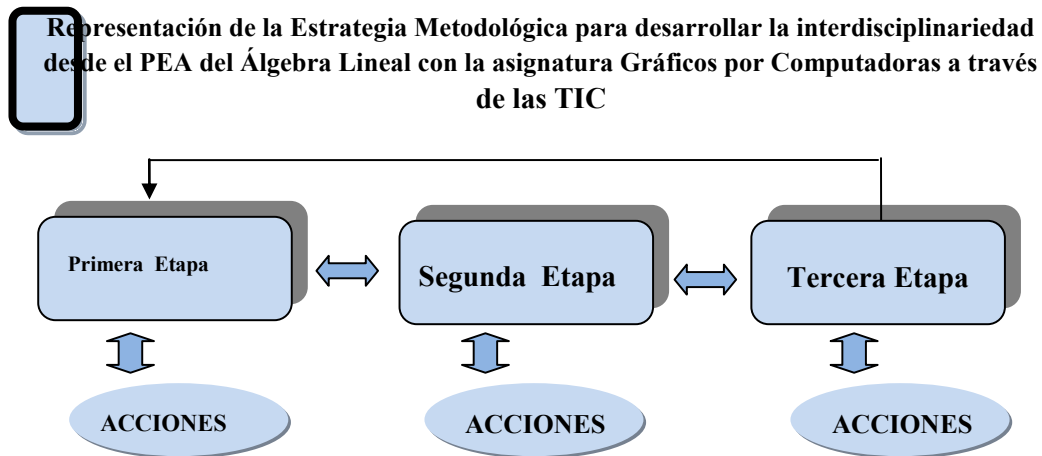 Representación de la Estrategia Metodológica para desarrollar la interdisciplinariedad
desde el PEA del Álgebra Lineal con la asignatura Gráficos por Computadoras a través
de las TIC
Primera Etapa
Segunda Etapa
Tercera Etapa
ACCIONES
ACCIONES
ACCIONES